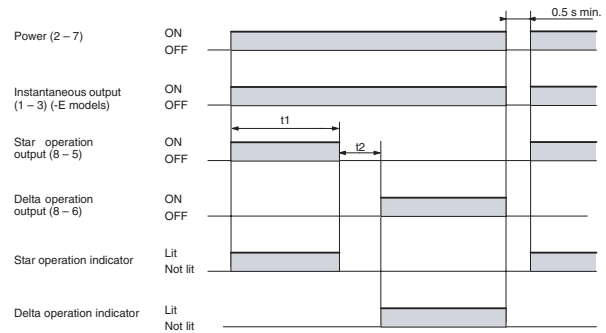 0.5 s min.
Power (2 – 7)
ON
OFF
Instantaneous output
(1 – 3) (-E models)
ON
OFF
t1
Star operation
output (8 – 5)
ON
OFF
t2
Delta operation
output (8 – 6)
ON
OFF
Star operation indicator
Lit
Not lit
Delta operation indicator
Lit
Not lit